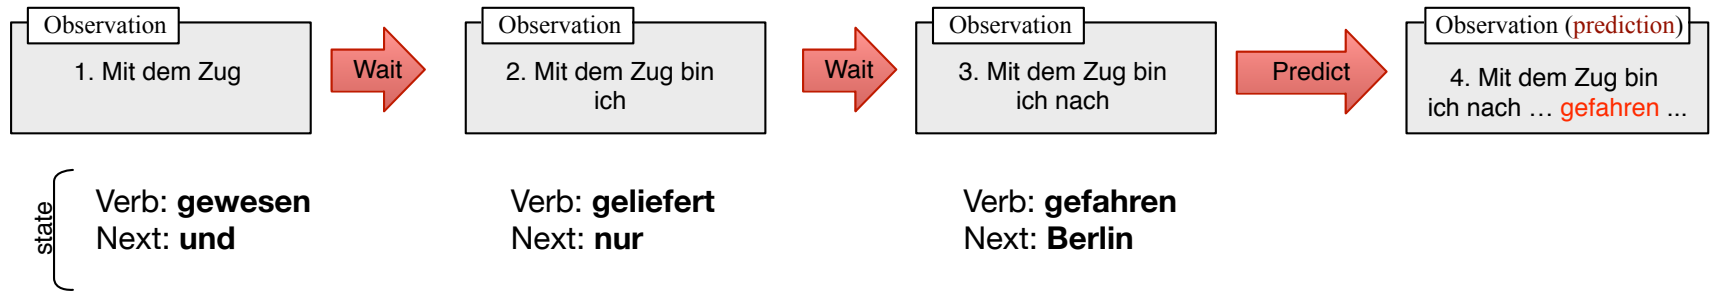 Observation
1. Mit dem Zug
Wait
Observation
2. Mit dem Zug bin
ich
Wait
Observation
3. Mit dem Zug bin
ich nach
Predict
Observation (prediction)
4. Mit dem Zug bin
ich nach … gefahren ...
state
Verb: gewesen
Next: und
Verb: geliefert
Next: nur
Verb: gefahren
Next: Berlin